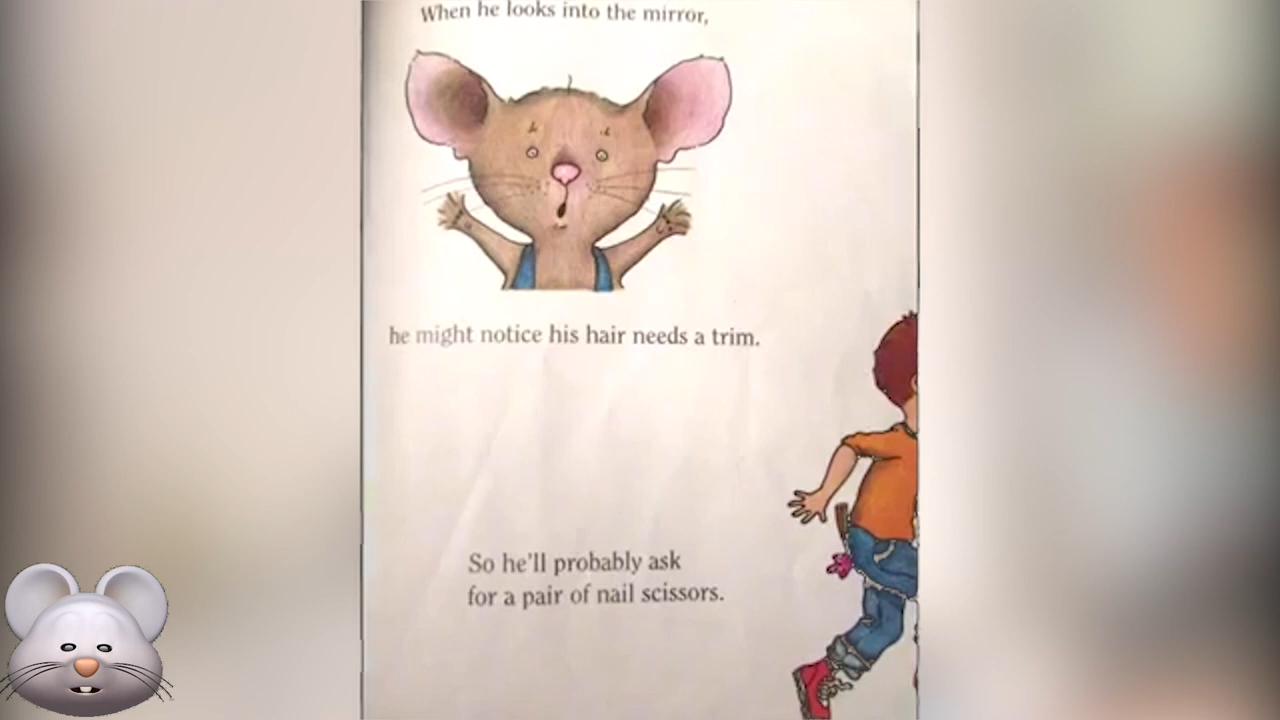 When he looks into the mirror,
he might notice his hair needs a trim.
So he'll probably ask
for a pair of nail scissors.